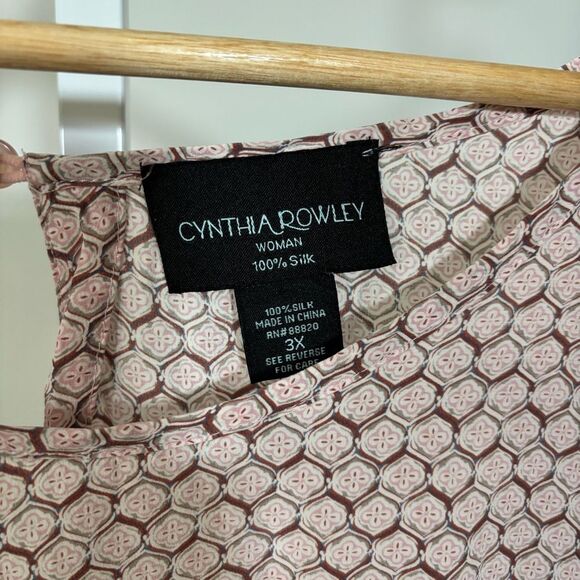 CYNTHIA ROWLEY
WOMAN
100% Silk
100% SILK
MADE IN CHINA
RN#88820
3X
SEE REVERSE
FOR CARE